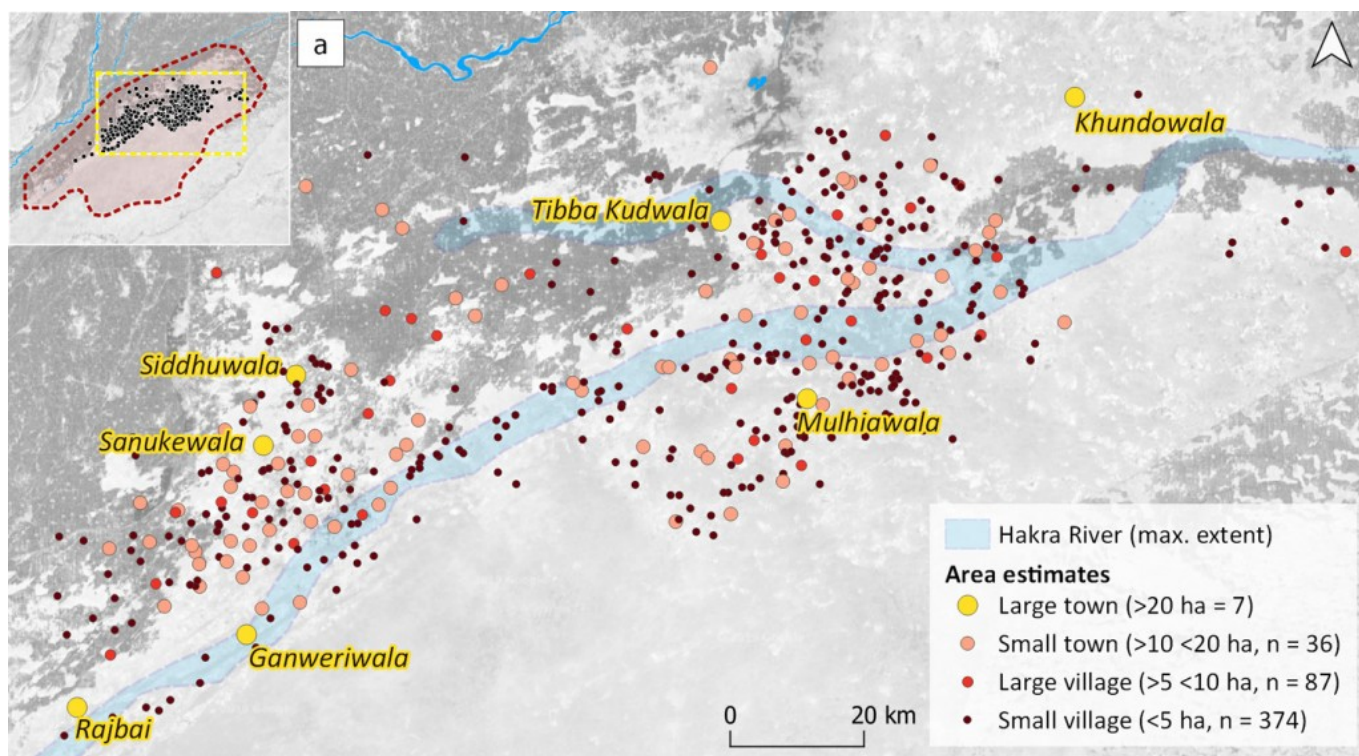 a
Khundowala
Tibba Kudwala
Siddhuwala
Mulhiawala
Sanukewala
Ganweriwala
Rajbai
0 20 km
Hakra River (max. extent)
Area estimates
Large town (>20 ha = 7)
Small town (>10 <20 ha, n = 36)
Large village (>5 <10 ha, n = 87)
Small village (<5 ha, n = 374)